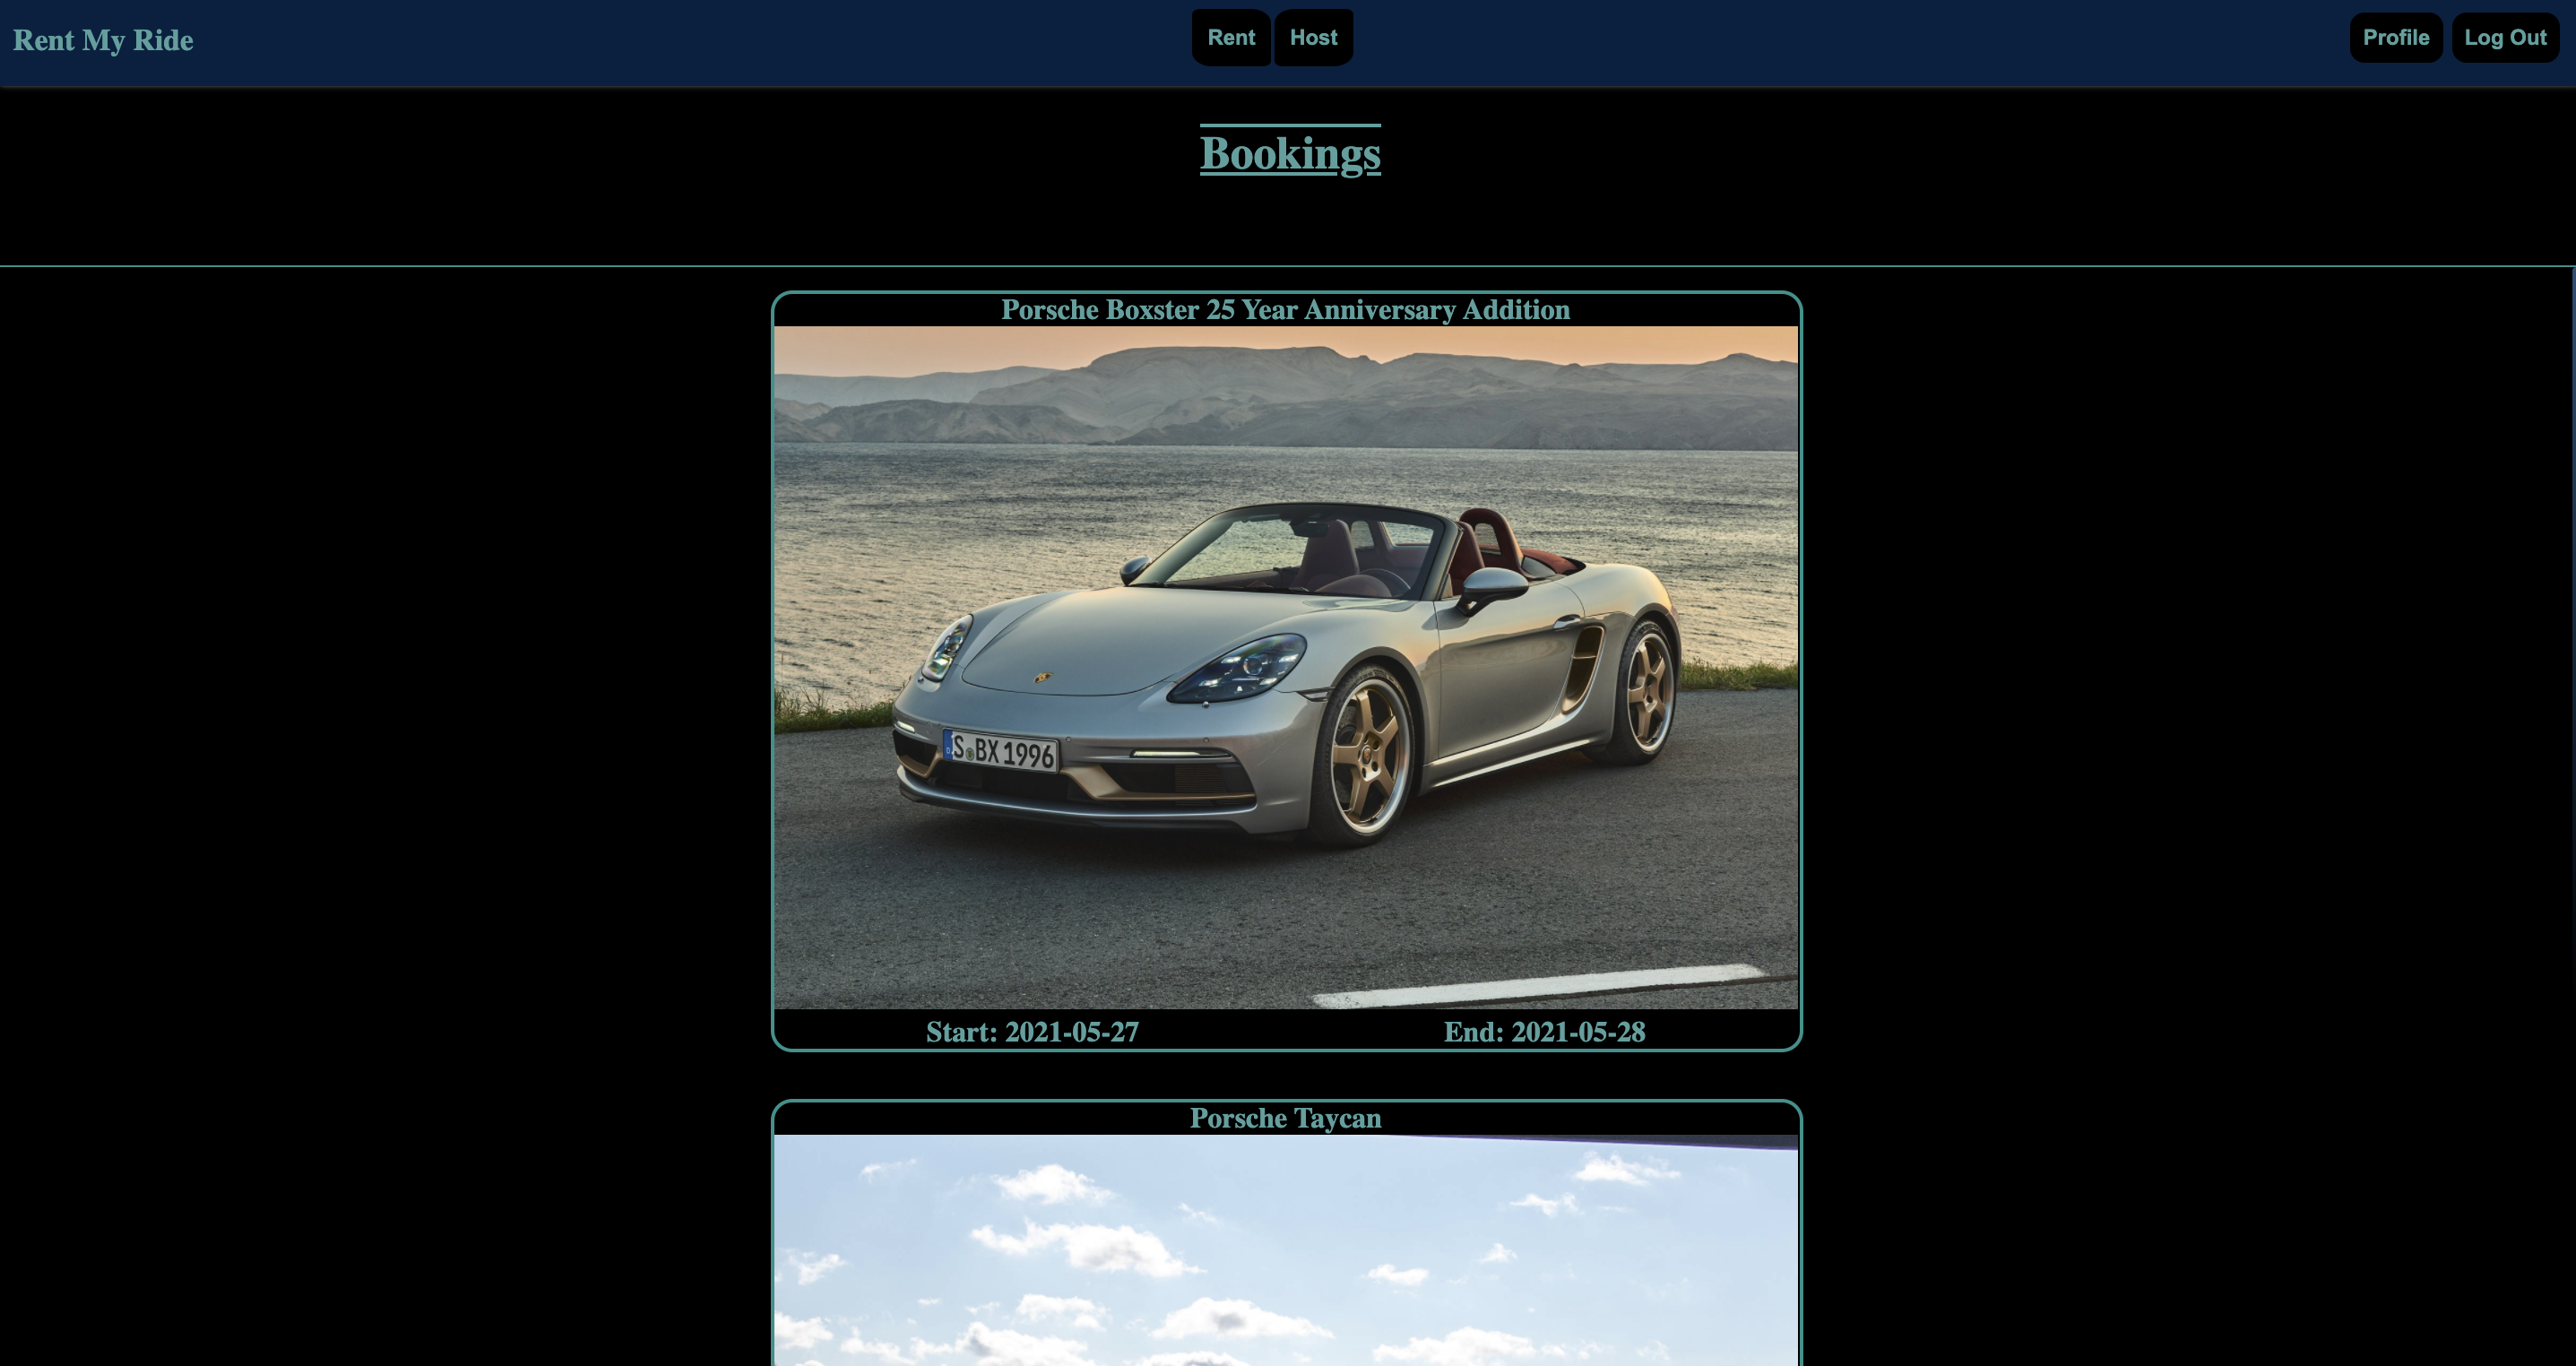 Rent My Ride
Rent Host
Profile Log Out
Bookings
Porsche Boxster 25 Year Anniversary Addition
S BX 1996
Start: 2021-05-27 End: 2021-05-28
Porsche Taycan